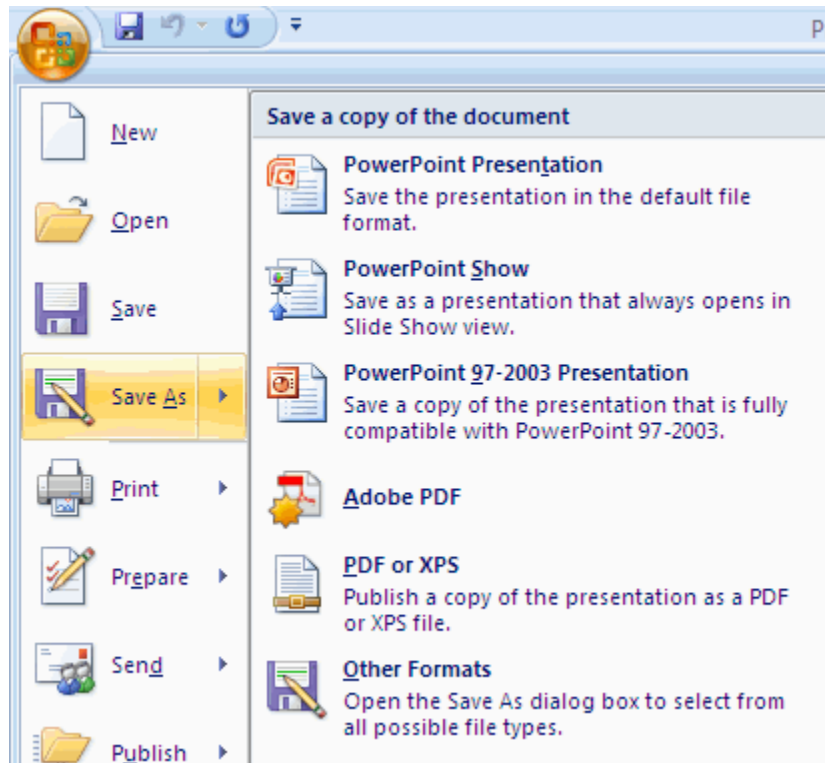 P
New
Open
Save
Save As
Print
Prepare
Send
Publish
Save a copy of the document
PowerPoint Presentation
Save the presentation in the default file
format.
PowerPoint Show
Save as a presentation that always opens in
Slide Show view.
PowerPoint 97-2003 Presentation
Save a copy of the presentation that is fully
compatible with PowerPoint 97-2003.
Adobe PDF
PDF or XPS
Publish a copy of the presentation as a PDF
or XPS file.
Other Formats
Open the Save As dialog box to select from
all possible file types.